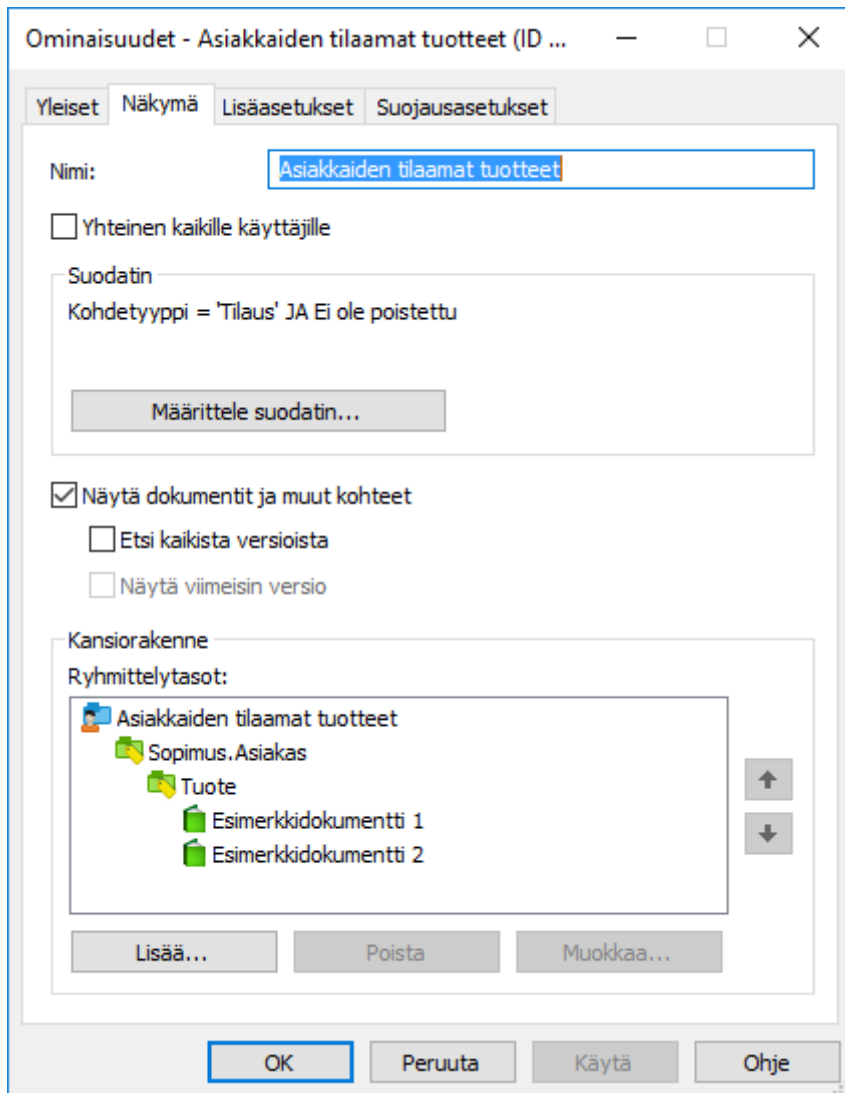 Ominaisuudet - Asiakkaiden tilaamat tuotteet (ID ...
Yleiset Näkymä Lisäasetukset Suojausasetukset
Nimi: Asiakkaiden tilaamat tuotteet
Yhteinen kaikille käyttäjille
Suodatin
Kohdetyyppi = 'Tilaus' JA Ei ole poistettu
Määrittele suodatin...
Näytä dokumentit ja muut kohteet
Etsi kaikista versioista
Näytä viimeisin versio
Kansiorakenne
Ryhmittelytasot:
Asiakkaiden tilaamat tuotteet
Sopimus.Asiakas
Tuote
Esimerkkidokumentti 1
Esimerkkidokumentti 2
Lisää... Poista Muokkaa...
OK Peruuta Käytä Ohje